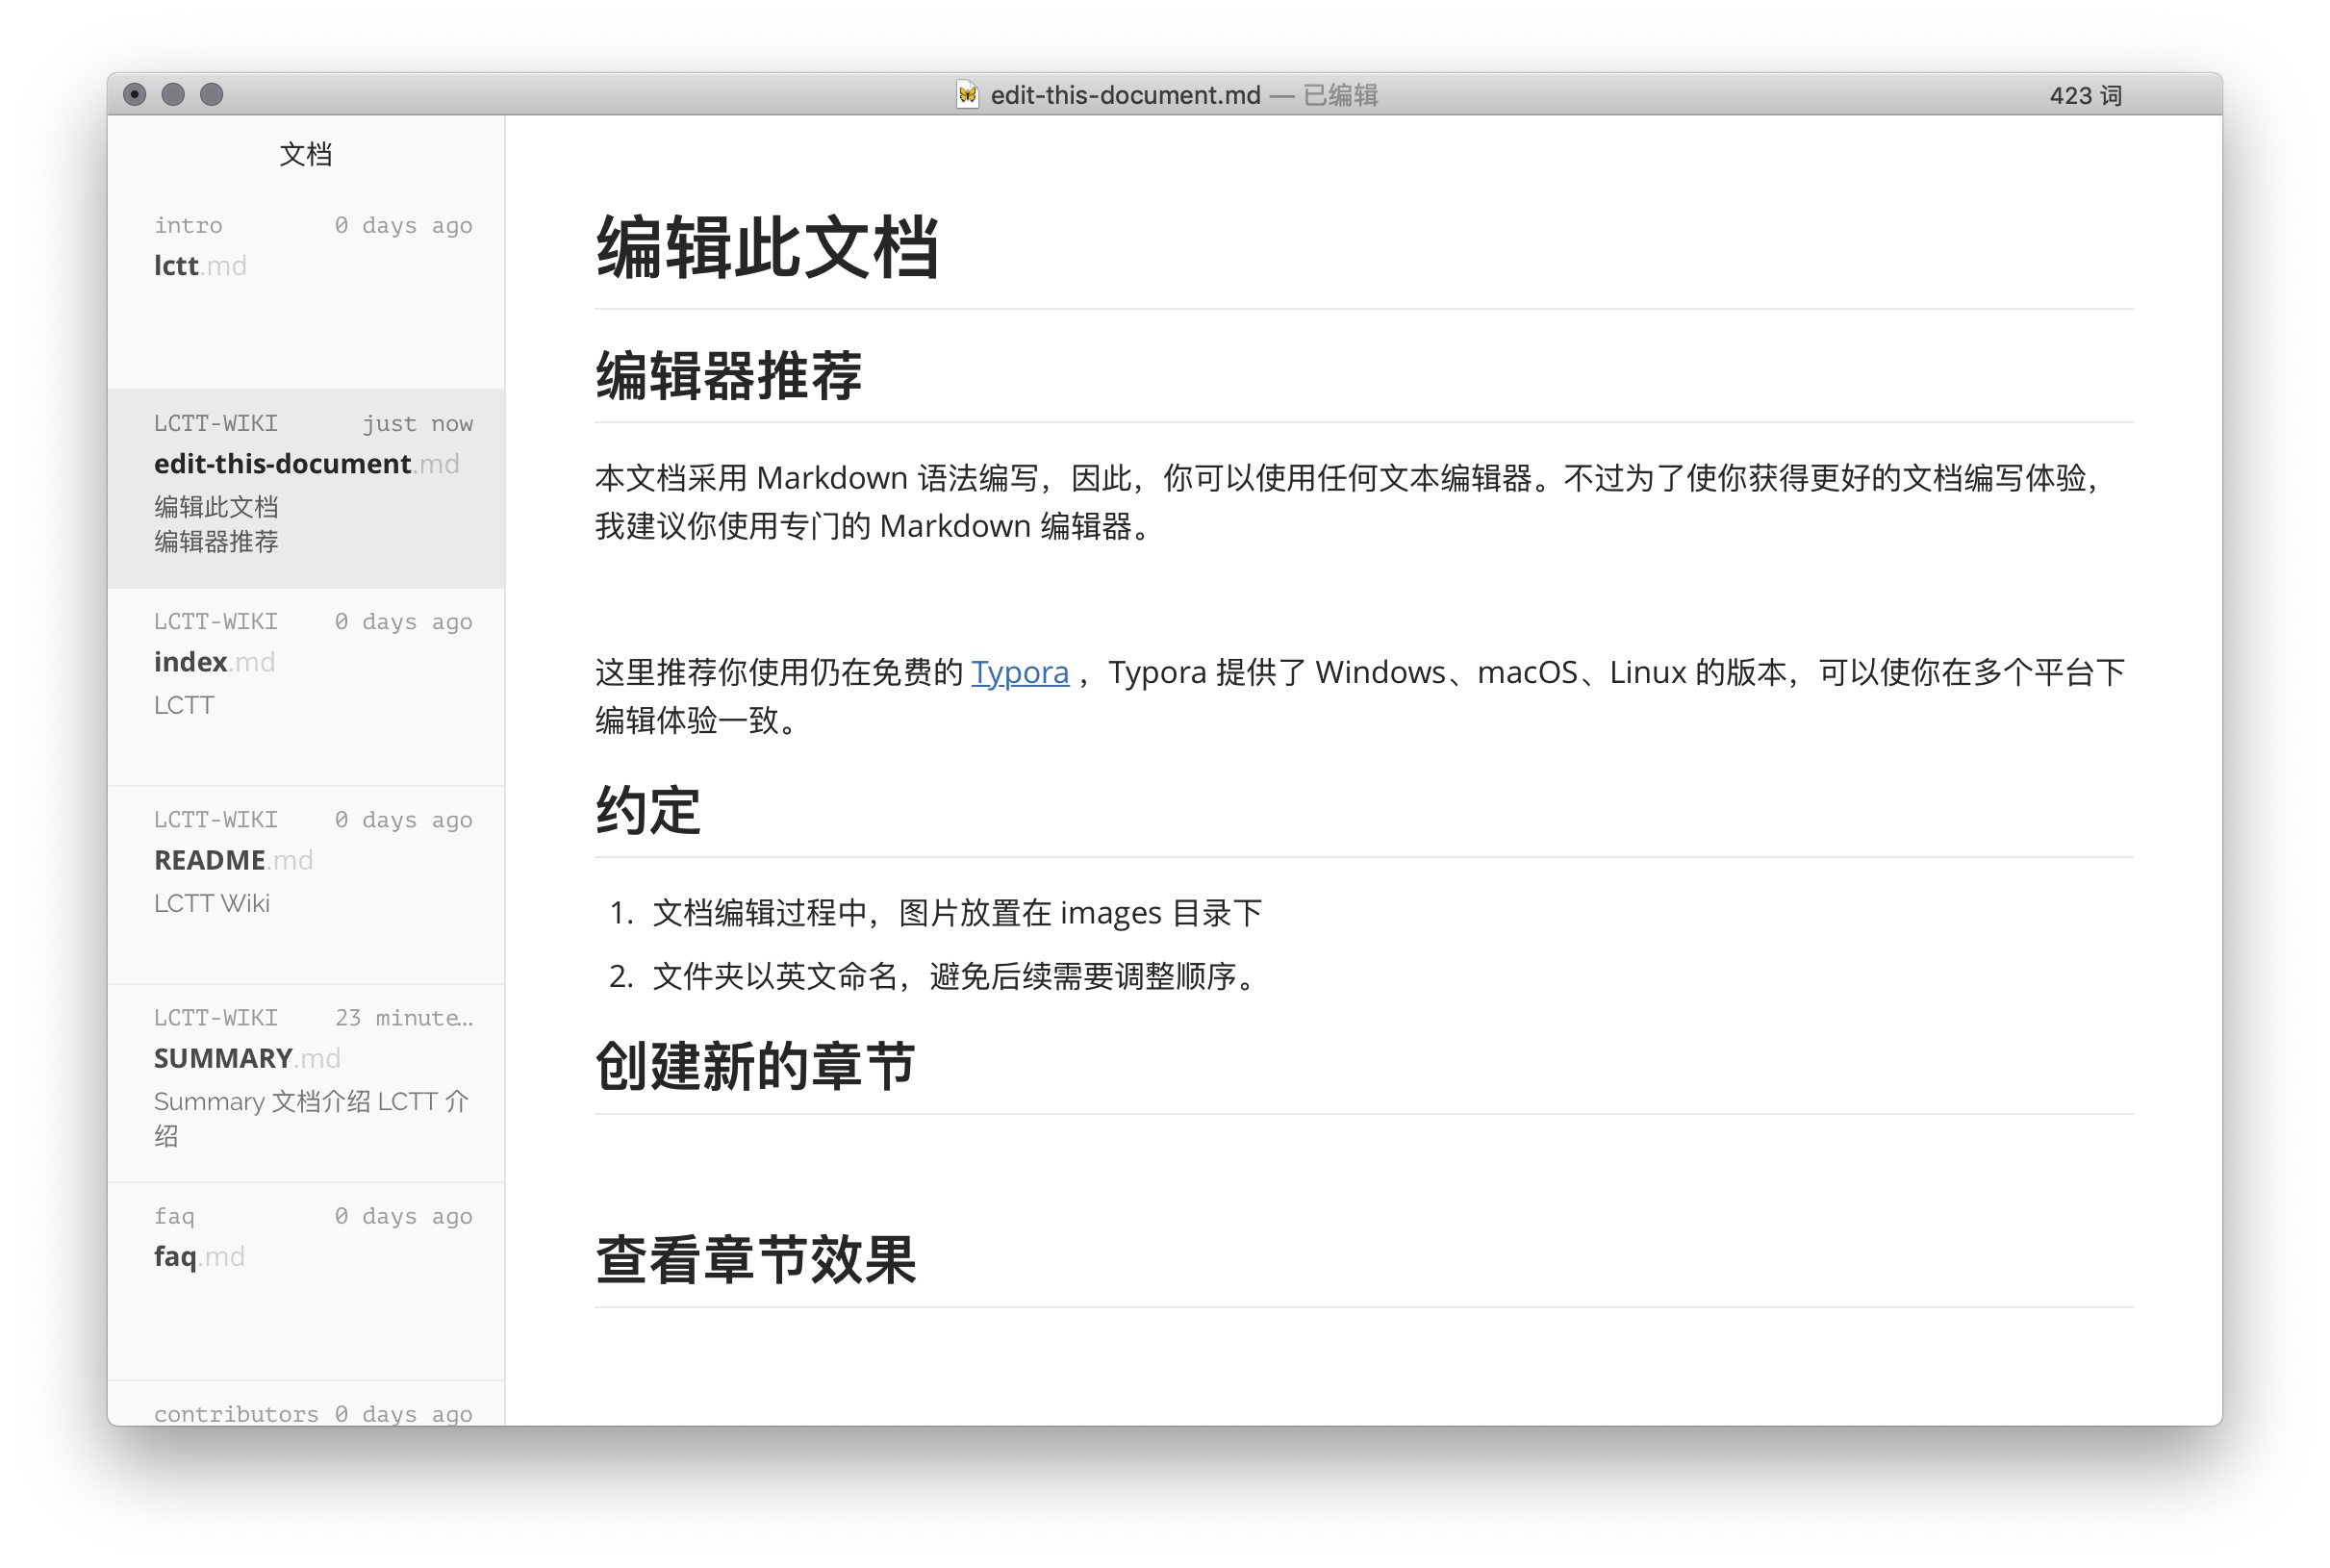 edit-this-document.md — 已编辑
423 词
文档
intro 0 days ago
lctt.md
LCTT-WIKI just now
edit-this-document.md
编辑此文档
编辑器推荐
LCTT-WIKI 0 days ago
index.md
LCTT
LCTT-WIKI 0 days ago
README.md
LCTT Wiki
LCTT-WIKI 23 minute...
SUMMARY.md
Summary 文档介绍 LCTT 介
绍
faq 0 days ago
faq.md
contributors 0 days ago
编辑此文档
编辑器推荐
本文档采用 Markdown 语法编写，因此，你可以使用任何文本编辑器。不过为了使你获得更好的文档编写体验，
我建议你使用专门的 Markdown 编辑器。
这里推荐你使用仍在免费的 Typora ，Typora 提供了 Windows、macOS、Linux 的版本，可以使你在多个平台下
编辑体验一致。
约定
1. 文档编辑过程中，图片放置在 images 目录下
2. 文件夹以英文命名，避免后续需要调整顺序。
创建新的章节
查看章节效果